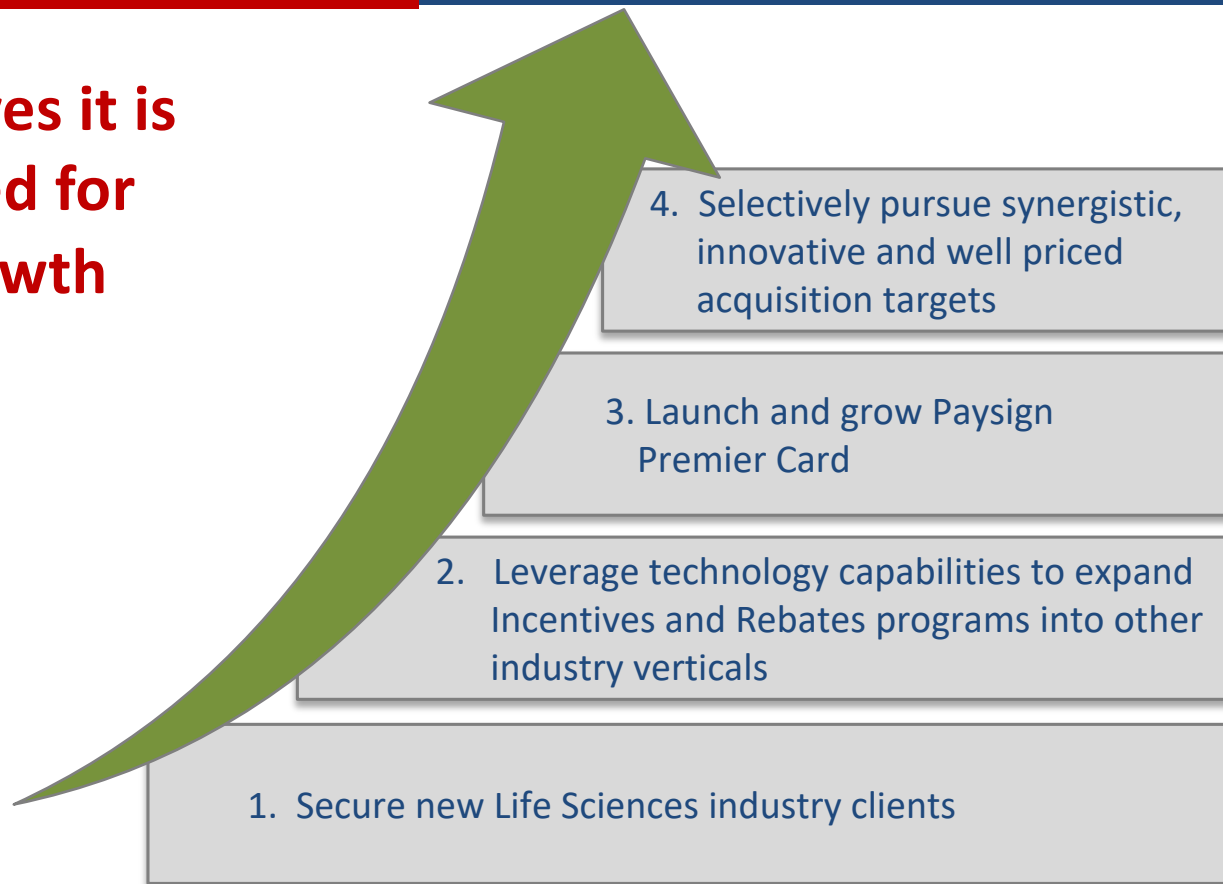 it is
for
4. Selectively pursue synergistic,
innovative and well priced
acquisition targets
3. Launch and grow Paysign
Premier Card
2. Leverage technology capabilities to expand
Incentives and Rebates programs into other
industry verticals
1. Secure new Life Sciences industry clients